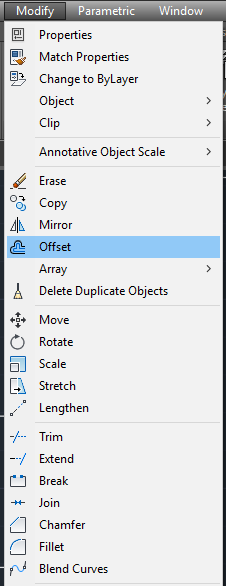 Modify Parametric Window
Properties
Match Properties
Change to ByLayer
Object
Clip
Annotative Object Scale
Erase
Copy
Mirror
Offset
Array
Delete Duplicate Objects
Move
Rotate
Scale
Stretch
Lengthen
Trim
Extend
Break
Join
Chamfer
Fillet
Blend Curves